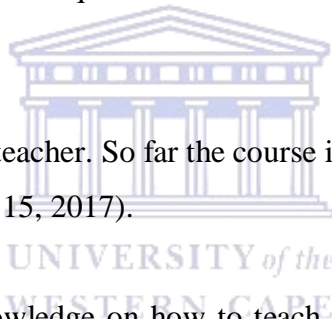 teacher. So far the course i
15, 2017).
UNIVERSITY of the
WESTERN CAPE
owledge on how to teach